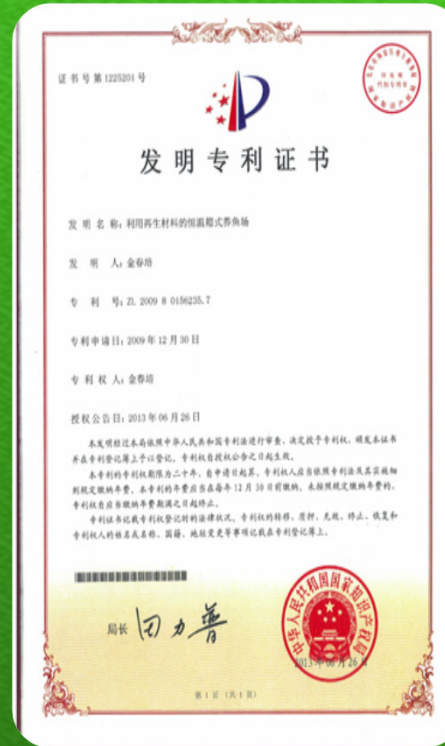 证书号第1225201号
发明专利证书
发 明 名 称：利用再生材料的恒温箱式养鱼场
发 明 人：金春培
专 利 号：ZL 2009 8 0156235.7
专利申请日：2009年12月30日
专 利 权 人：金春培
授权公告日：2013年06月26日
本发明经过本局依照中华人民共和国专利法进行审查，决定授予专利权，颁发本证书
并在专利登记簿上予以登记。专利权自授权公告之日起生效。
本专利的专利权期限为二十年，自申请日起算。专利权人应当依照专利法及其实施细
则规定缴纳年费。本专利的年费应当在每年12月30日前缴纳。未按照规定缴纳年费的，
专利权自应当缴纳年费期满之日起终止。
专利证书记载专利权登记时的法律状况。专利权的转移、质押、无效、终止、恢复和
专利权人的姓名或名称、国籍、地址变更等事项记载在专利登记簿上。
局长 田力普
中华人民共和国国家知识产权局
2013年06月26日
第1页（共1页）